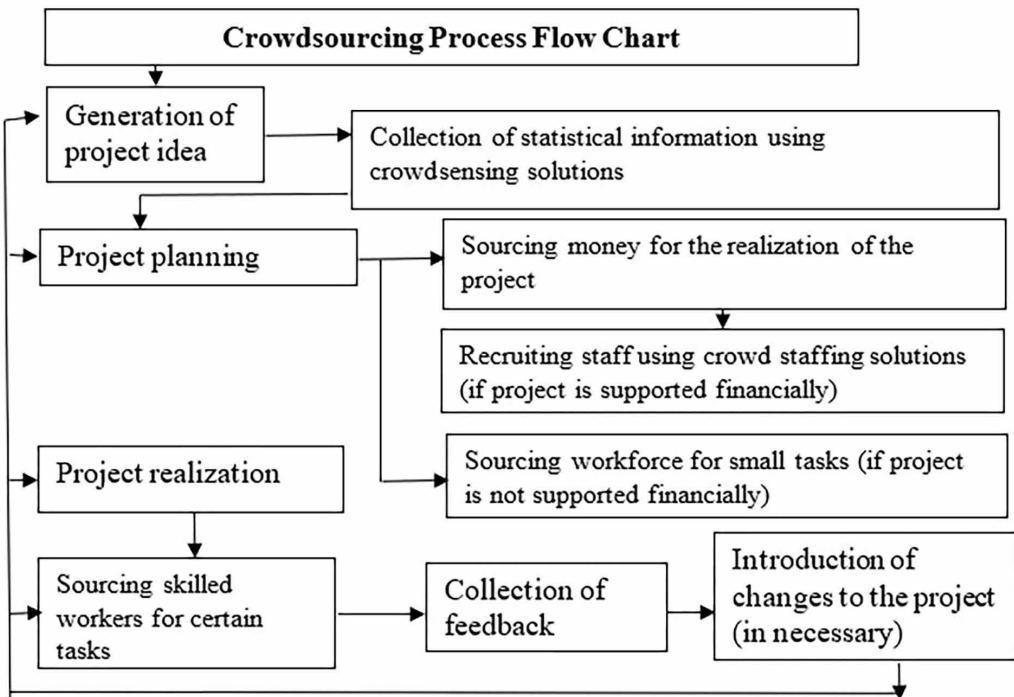 Crowdsourcing Process Flow Chart
Generation of
project idea
Collection of statistical information using
crowdsensing solutions
Project planning
Sourcing money for the realization of the
project
Recruiting staff using crowd staffing solutions
(if project is supported financially)
Project realization
Sourcing workforce for small tasks (if project
is not supported financially)
Sourcing skilled
workers for certain
tasks
Collection of
feedback
Introduction of
changes to the project
(in necessary)